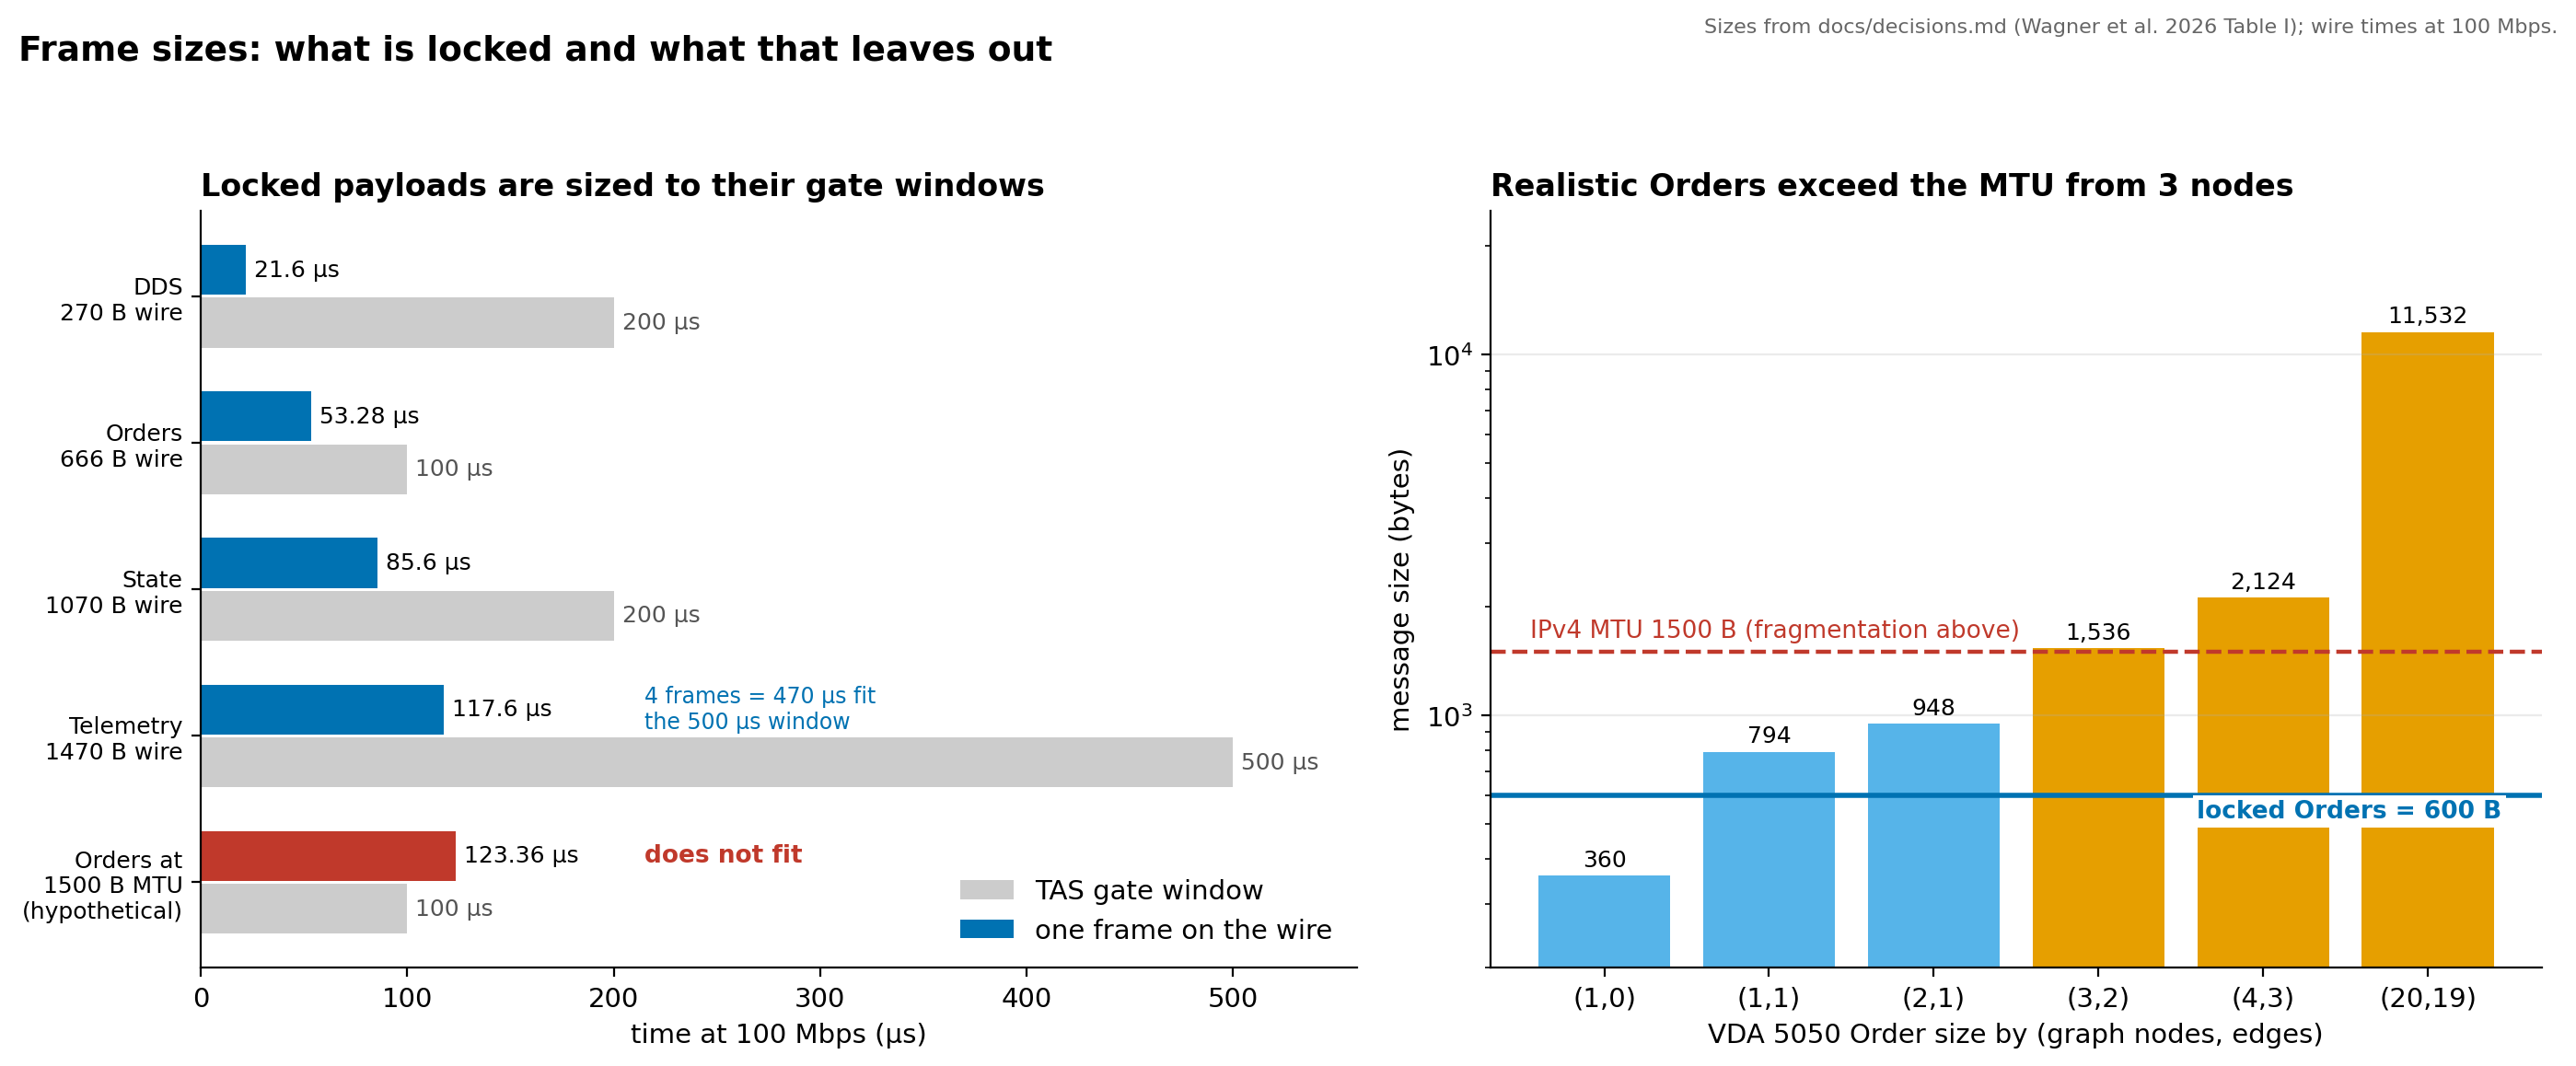 Sizes from docs/decisions.md (Wagner et al. 2026 Table I); wire times at 100 Mbps.
Frame sizes: what is locked and what that leaves out
Locked payloads are sized to their gate windows
DDS
270 B wire
21.6 µs
200 µs
Orders
666 B wire
53.28 µs
100 µs
State
1070 B wire
85.6 µs
200 µs
Telemetry
1470 B wire
117.6 µs
4 frames = 470 µs fit
the 500 µs window
500 µs
Orders at
1500 B MTU
(hypothetical)
123.36 µs
does not fit
100 µs
TAS gate window
one frame on the wire
0 100 200 300 400 500
time at 100 Mbps (µs)
Realistic Orders exceed the MTU from 3 nodes
message size (bytes)
10⁴
10³
11,532
2,124
IPv4 MTU 1500 B (fragmentation above)
1,536
948
794
locked Orders = 600 B
360
(1,0) (1,1) (2,1) (3,2) (4,3) (20,19)
VDA 5050 Order size by (graph nodes, edges)